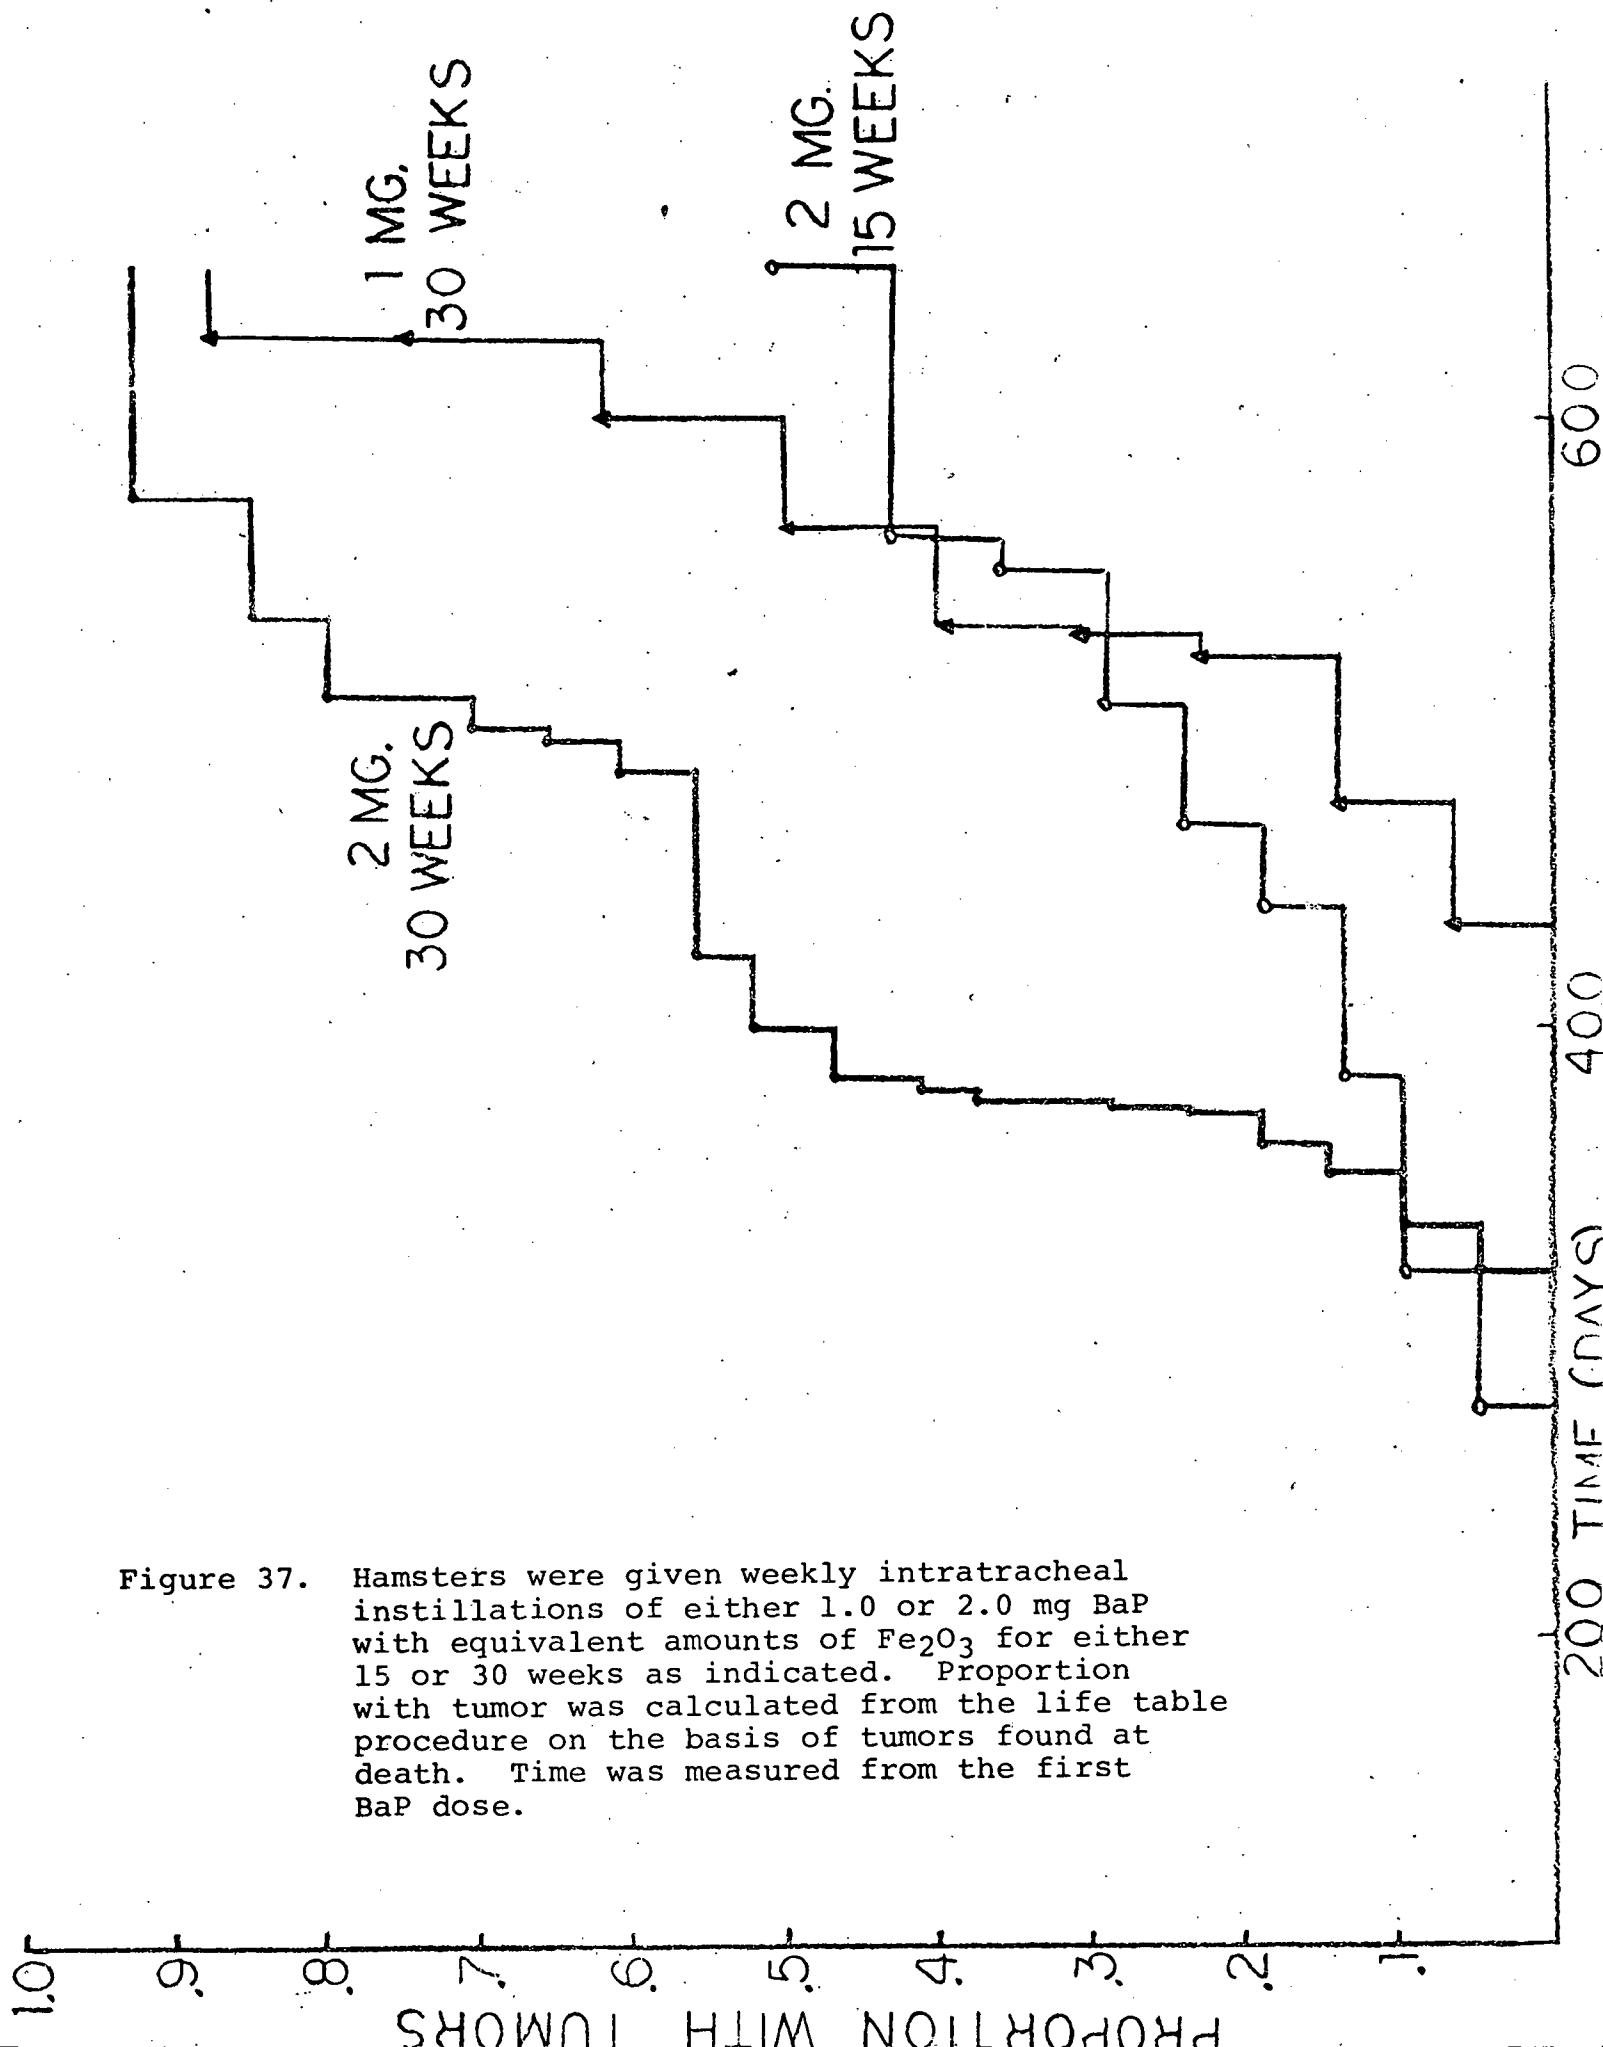 1 MG.
30 WEEKS
2 MG.
15 WEEKS
2 MG.
30 WEEKS
600
400
200
TIME (DAYS)
1.0
.9
.8
.7
.6
.5
.4
.3
.2
.1
PROPORTION WITH TUMORS
Figure 37. Hamsters were given weekly intratracheal
instillations of either 1.0 or 2.0 mg BaP
with equivalent amounts of Fe2O3 for either
15 or 30 weeks as indicated. Proportion
with tumor was calculated from the life table
procedure on the basis of tumors found at
death. Time was measured from the first
BaP dose.